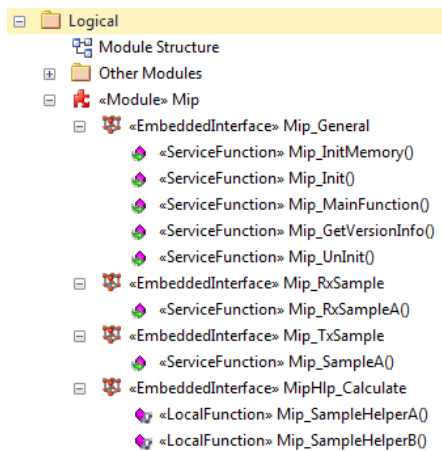 Logical
Module Structure
Other Modules
«Module» Mip
«EmbeddedInterface» Mip_General
«ServiceFunction» Mip_InitMemory()
«ServiceFunction» Mip_Init()
«ServiceFunction» Mip_MainFunction()
«ServiceFunction» Mip_GetVersionInfo()
«ServiceFunction» Mip_UnInit()
«EmbeddedInterface» Mip_RxSample
«ServiceFunction» Mip_RxSampleA()
«EmbeddedInterface» Mip_TxSample
«ServiceFunction» Mip_SampleA()
«EmbeddedInterface» MipHlp_Calculate
«LocalFunction» Mip_SampleHelperA()
«LocalFunction» Mip_SampleHelperB()